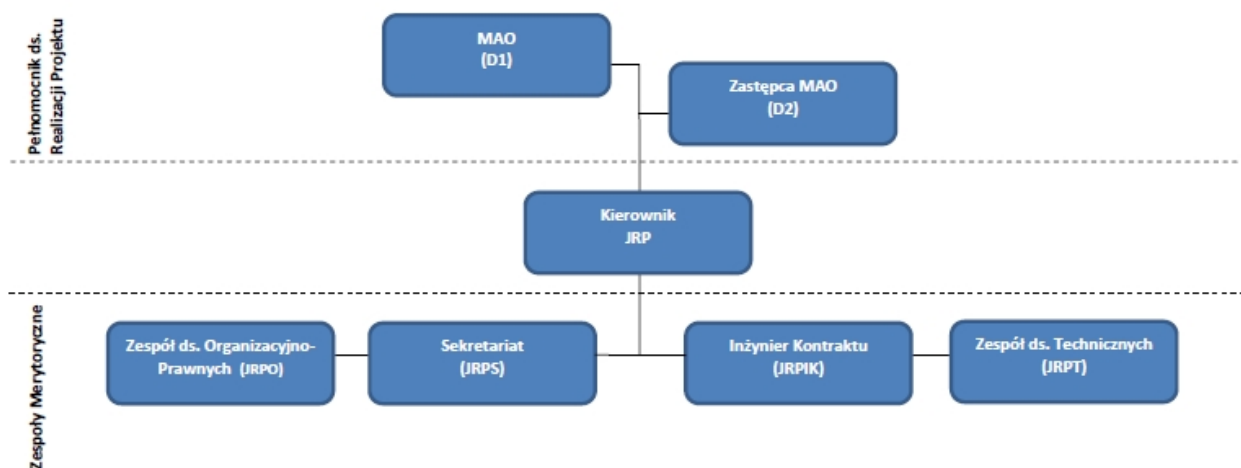 Pełnomocnik ds.
Realizacji Projektu
MAO
(D1)
Zastępca MAO
(D2)
Kierownik
JRP
Zespoły Merytoryczne
Zespół ds. Organizacyjno-
Prawnych (JRPO)
Sekretariat
(JRPS)
Inżynier Kontraktu
(JRPIK)
Zespół ds. Technicznych
(JRPT)